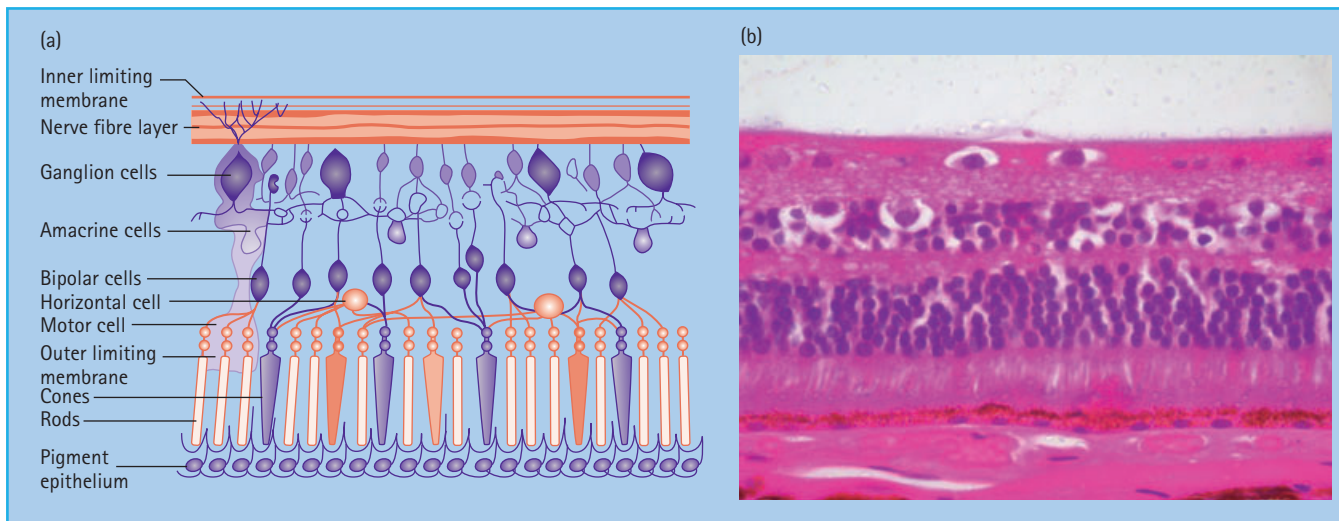 (a)
Inner limiting
membrane
Nerve fibre layer
Ganglion cells
Amacrine cells
Bipolar cells
Horizontal cell
Motor cell
Outer limiting
membrane
Cones
Rods
Pigment
epithelium
(b)